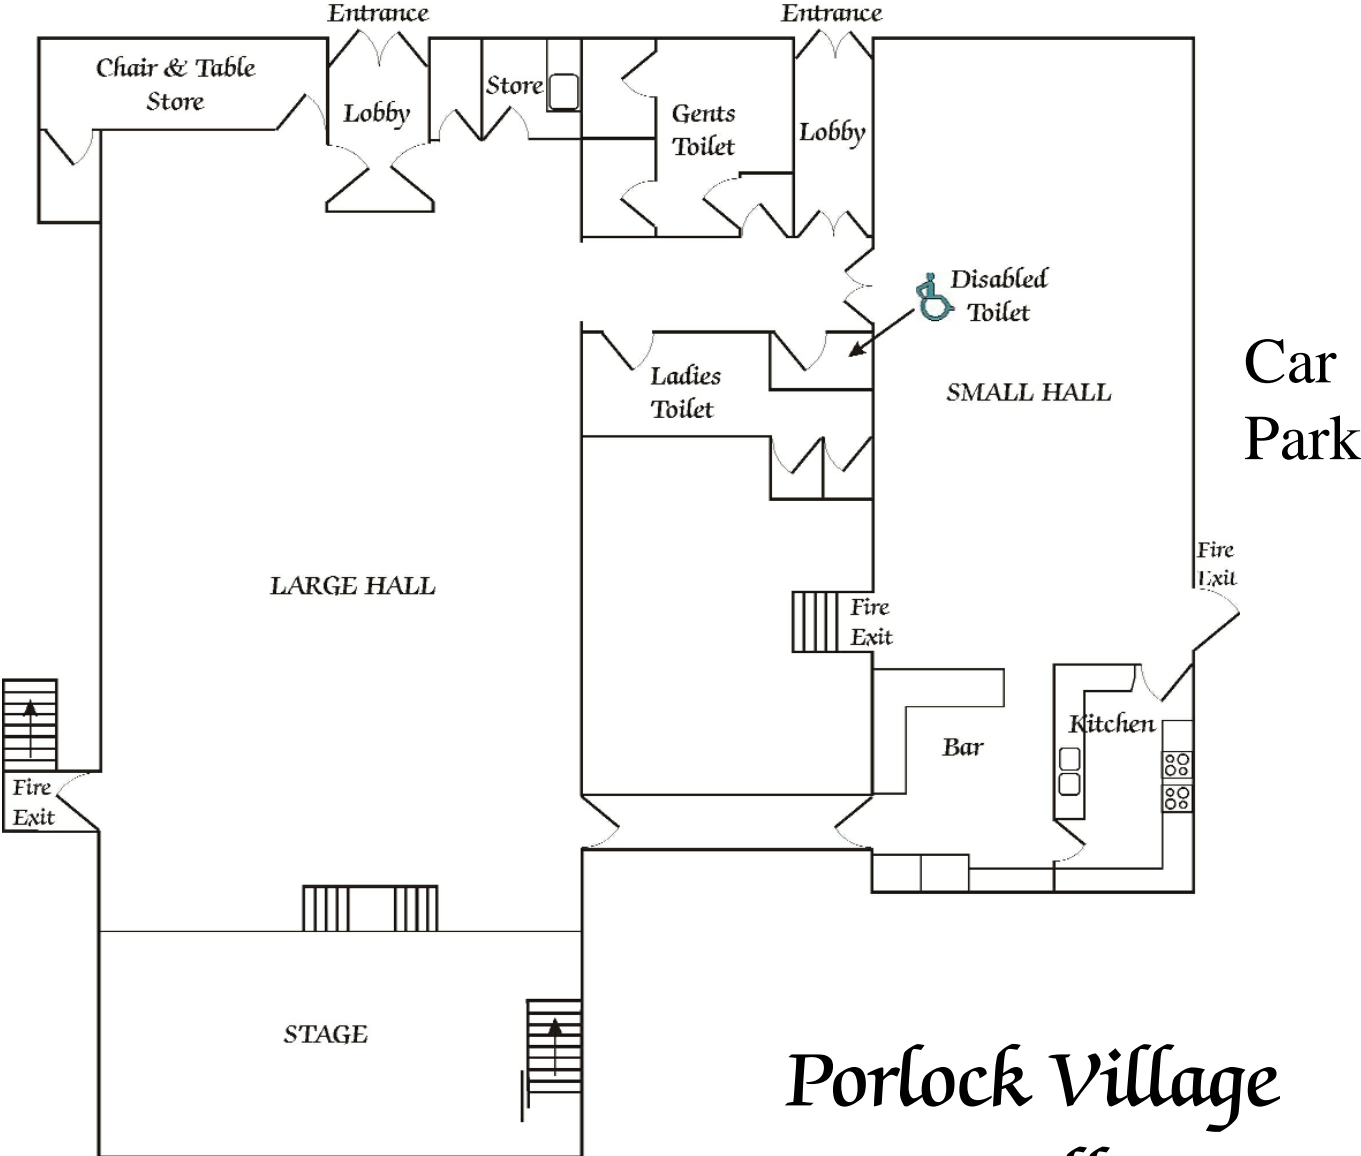 Entrance
Entrance
Chair & Table
Store
Lobby
Store
Gents
Toilet
Lobby
Disabled
Toilet
Ladies
Toilet
SMALL HALL
Car
Park
LARGE HALL
Fire
Exit
Fire
Exit
Fire
Exit
Kitchen
Bar
STAGE
Porlock Village